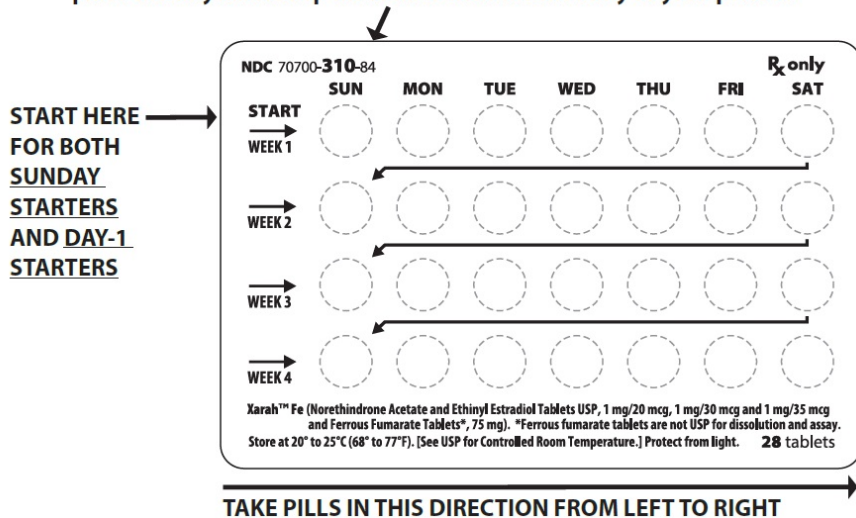 NDC 70700-310-84
Rx only
SUN MON TUE WED THU FRI SAT
START HERE
FOR BOTH
SUNDAY
STARTERS
AND DAY-1
STARTERS
START
WEEK 1
WEEK 2
WEEK 3
WEEK 4
Xarah™ Fe (Norethindrone Acetate and Ethinyl Estradiol Tablets USP, 1 mg/20 mcg, 1 mg/30 mcg and 1 mg/35 mcg
and Ferrous Fumarate Tablets*, 75 mg). *Ferrous fumarate tablets are not USP for dissolution and assay.
Store at 20° to 25°C (68° to 77°F). [See USP for Controlled Room Temperature.] Protect from light. 28 tablets
TAKE PILLS IN THIS DIRECTION FROM LEFT TO RIGHT